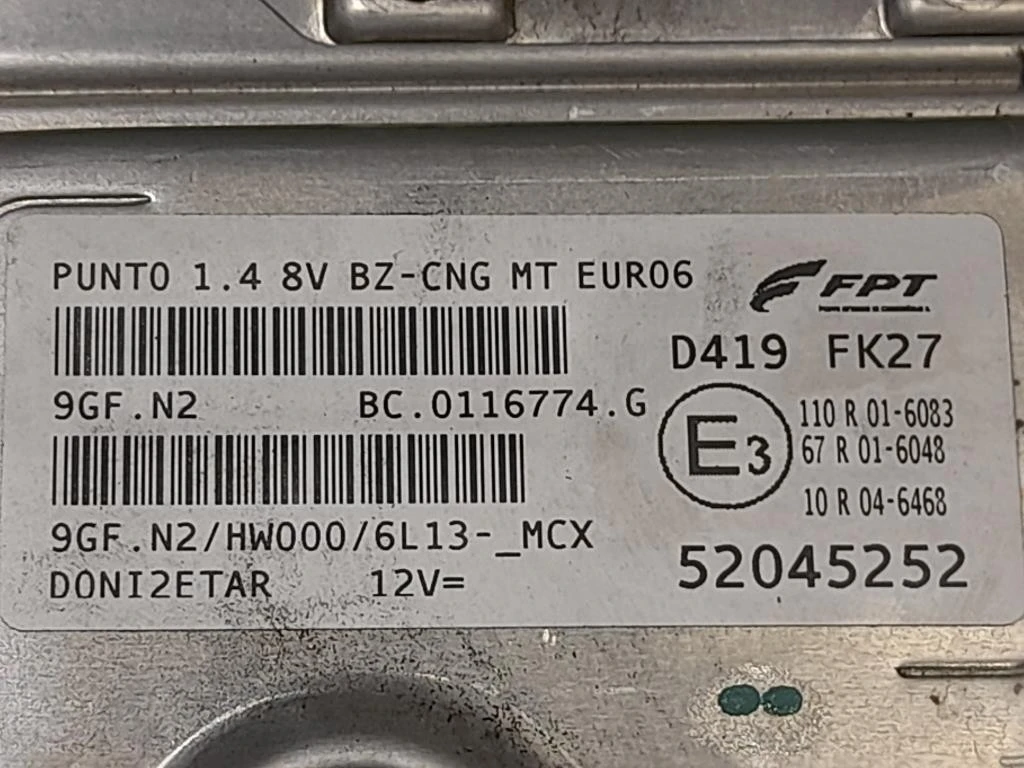 PUNTO 1.4 8V BZ-CNG MT EURO6
FPT
D419 FK27
9GF.N2 BC.0116774.G
E3
110 R 01-6083
67 R 01-6048
10 R 04-6468
9GF.N2/HW000/6L13-_MCX
DONI2ETAR 12V=
52045252